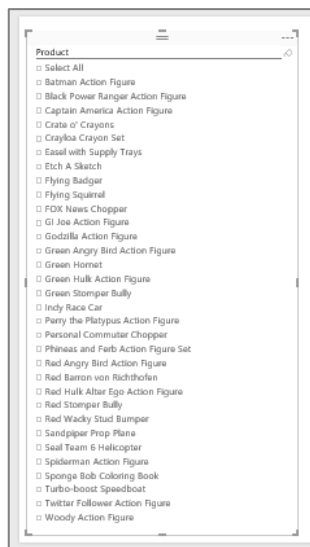 Product
Select All
Batman Action Figure
Black Power Ranger Action Figure
Captain America Action Figure
Crate o' Crayons
Crayloa Crayon Set
Easel with Supply Trays
Etch A Sketch
Flying Badger
Flying Squirrel
FOX News Chopper
GI Joe Action Figure
Godzilla Action Figure
Green Angry Bird Action Figure
Green Hornet
Green Hulk Action Figure
Green Stomper Bully
Indy Race Car
Perry the Platypus Action Figure
Personal Commuter Chopper
Phineas and Ferb Action Figure Set
Red Angry Bird Action Figure
Red Barron von Richthofen
Red Hulk Alter Ego Action Figure
Red Stomper Bully
Red Wacky Stud Bumper
Sandpiper Prop Plane
Seal Team 6 Helicopter
Spiderman Action Figure
Sponge Bob Coloring Book
Turbo-boost Speedboat
Twitter Follower Action Figure
Woody Action Figure